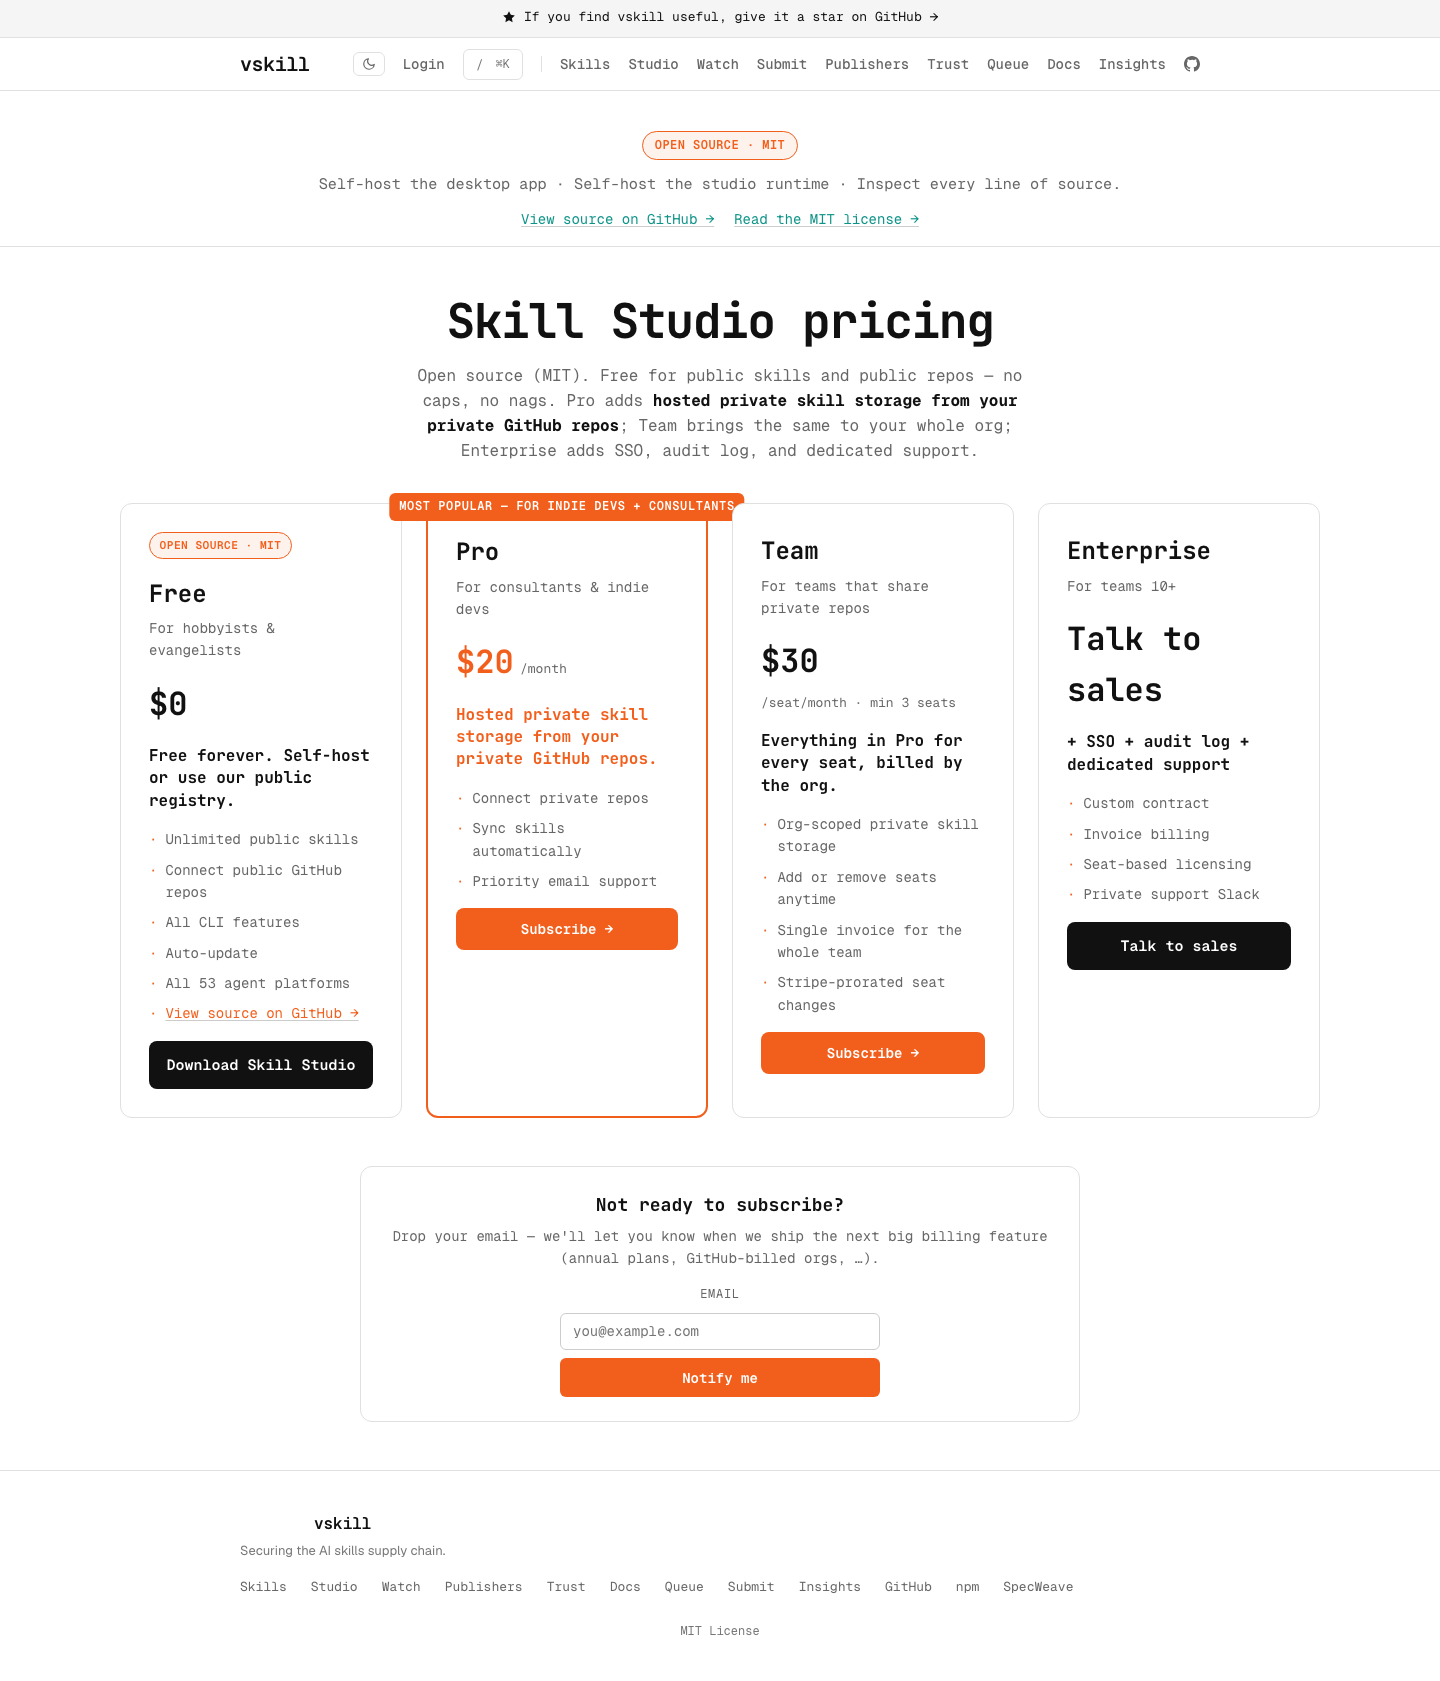 ★ If you find vskill useful, give it a star on GitHub →
vskill
Login
/ ⌘K
Skills
Studio
Watch
Submit
Publishers
Trust
Queue
Docs
Insights
OPEN SOURCE · MIT
Self-host the desktop app · Self-host the studio runtime · Inspect every line of source.
View source on GitHub → Read the MIT license →
Skill Studio pricing
Open source (MIT). Free for public skills and public repos — no
caps, no nags. Pro adds hosted private skill storage from your
private GitHub repos; Team brings the same to your whole org;
Enterprise adds SSO, audit log, and dedicated support.
OPEN SOURCE · MIT
Free
For hobbyists &
evangelists
$0
Free forever. Self-host
or use our public
registry.
· Unlimited public skills
· Connect public GitHub
repos
· All CLI features
· Auto-update
· All 53 agent platforms
· View source on GitHub →
Download Skill Studio
MOST POPULAR — FOR INDIE DEVS + CONSULTANTS
Pro
For consultants & indie
devs
$20 /month
Hosted private skill
storage from your
private GitHub repos.
· Connect private repos
· Sync skills
automatically
· Priority email support
Subscribe →
Team
For teams that share
private repos
$30
/seat/month · min 3 seats
Everything in Pro for
every seat, billed by
the org.
· Org-scoped private skill
storage
· Add or remove seats
anytime
· Single invoice for the
whole team
· Stripe-prorated seat
changes
Subscribe →
Enterprise
For teams 10+
Talk to
sales
+ SSO + audit log +
dedicated support
· Custom contract
· Invoice billing
· Seat-based licensing
· Private support Slack
Talk to sales
Not ready to subscribe?
Drop your email — we'll let you know when we ship the next big billing feature
(annual plans, GitHub-billed orgs, …).
EMAIL
you@example.com
Notify me
vskill
Securing the AI skills supply chain.
Skills Studio Watch Publishers Trust Docs Queue Submit Insights GitHub npm SpecWeave
MIT License